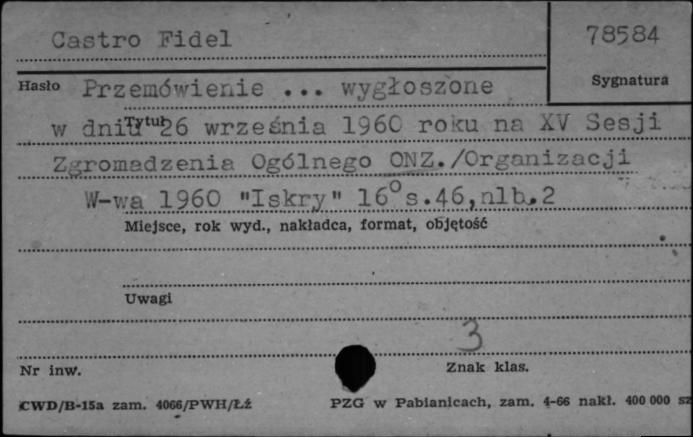 Castro Fidel
78584
Hasło Przemówienie ... wygłoszone
Sygnatura
Tytuł
w dniu 26 września 1960 roku na XV Sesji
Zgromadzenia Ogólnego ONZ./Organizacji
W-wa 1960 "Iskry" 16° s.46,nlb.2
Miejsce, rok wyd., nakładca, format, objętość
Uwagi
3
Nr inw.
Znak klas.
CWD/B-15a zam. 4066/PWH/Łź
PZG w Pabianicach, zam. 4-66 nakł. 400 000 sz